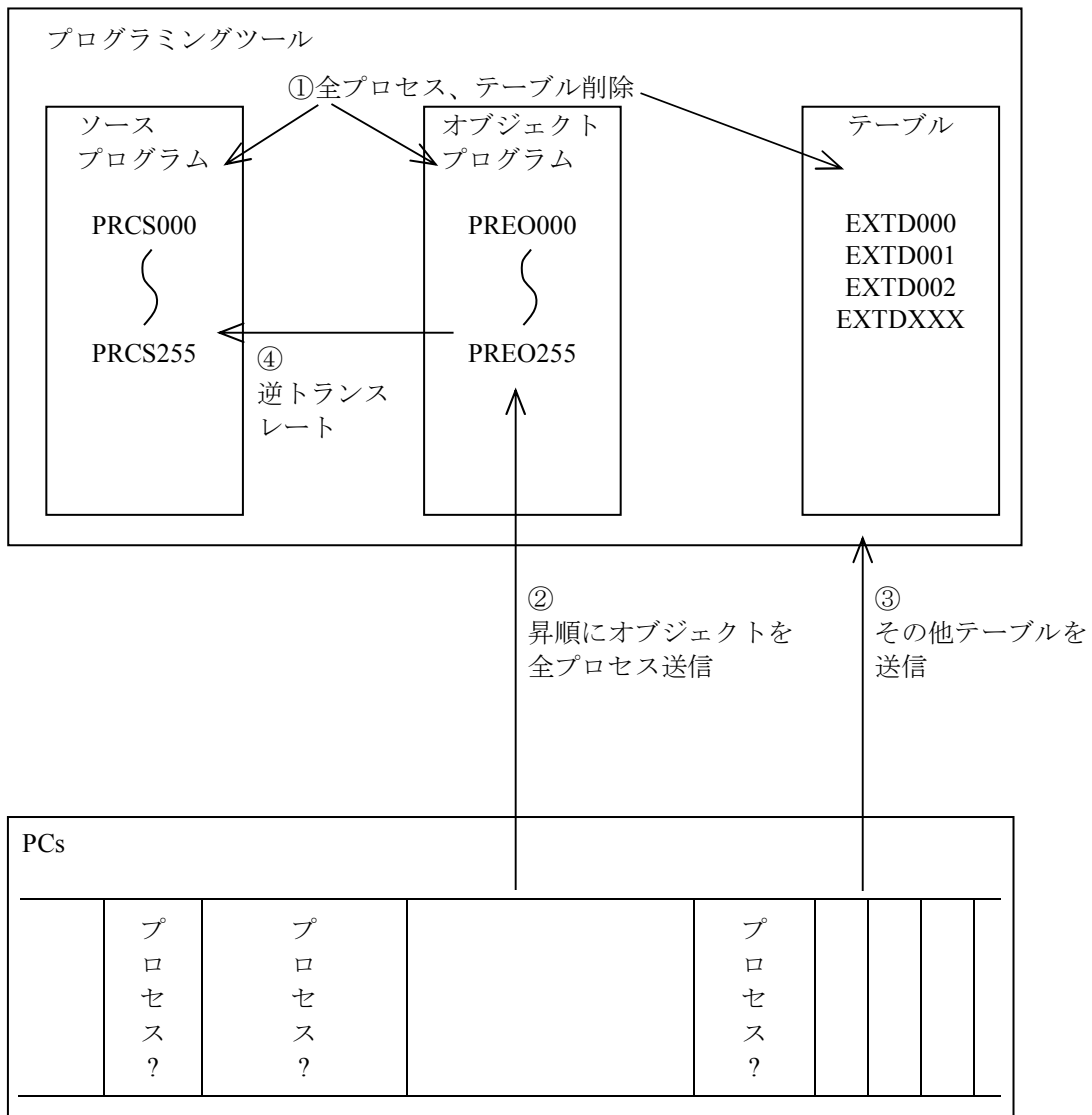 プログラミングツール
①全プロセス、テーブル削除
ソース
プログラム
PRCS000
PRCS255
オブジェクト
プログラム
PREO000
PREO255
テーブル
EXTD000
EXTD001
EXTD002
EXTDXXX
④
逆トランス
レート
②
昇順にオブジェクトを
全プロセス送信
③
その他テーブルを
送信
PCs
プロセス?
プロセス?
プロセス?